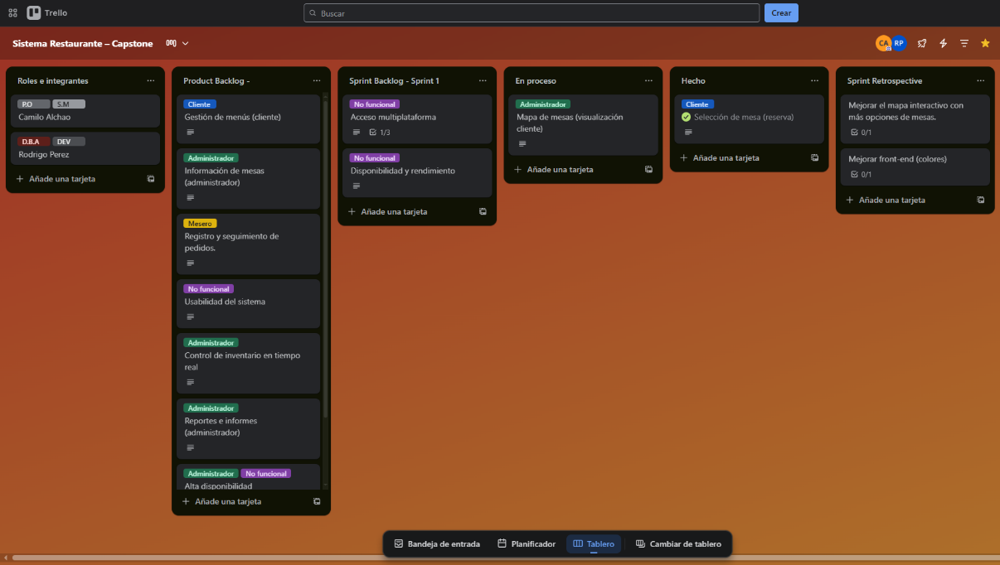 Trello
Buscar
Crear
Sistema Restaurante – Capstone
CA
RP
Roles e integrantes
P.O S.M
Camilo Alchao
D.B.A DEV
Rodrigo Perez
Añade una tarjeta
Product Backlog -
Cliente
Gestión de menús (cliente)
Administrador
Información de mesas
(administrador)
Mesero
Registro y seguimiento de
pedidos.
No funcional
Usabilidad del sistema
Administrador
Control de inventario en tiempo
real
Administrador
Reportes e informes
(administrador)
Administrador No funcional
Alta disponibilidad
Añade una tarjeta
Sprint Backlog - Sprint 1
No funcional
Acceso multiplataforma
1/3
No funcional
Disponibilidad y rendimiento
Añade una tarjeta
En proceso
Administrador
Mapa de mesas (visualización
cliente)
Añade una tarjeta
Hecho
Cliente
Selección de mesa (reserva)
Añade una tarjeta
Sprint Retrospective
Mejorar el mapa interactivo con
más opciones de mesas.
0/1
Mejorar front-end (colores)
0/1
Añade una tarjeta
Bandeja de entrada
Planificador
Tablero
Cambiar de tablero